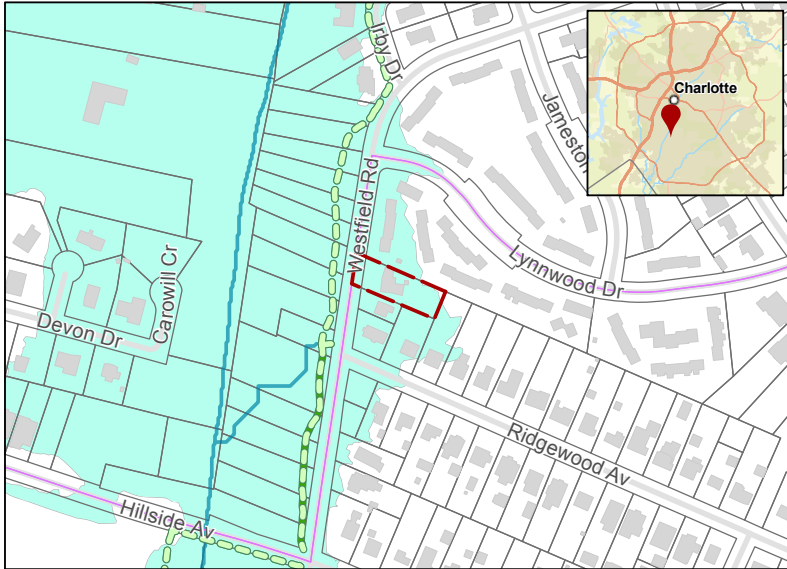 Irby Dr
Charlotte
Jameston
Westfield Rd
Lynnwood Dr
Carowill Cr
Devon Dr
Ridgewood Av
Hillside Av